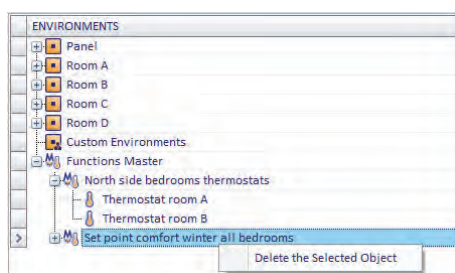 ENVIRONMENTS
Panel
Room A
Room B
Room C
Room D
Custom Environments
Functions Master
North side bedrooms thermostats
Thermostat room A
Thermostat room B
Set point comfort winter all bedrooms
Delete the Selected Object